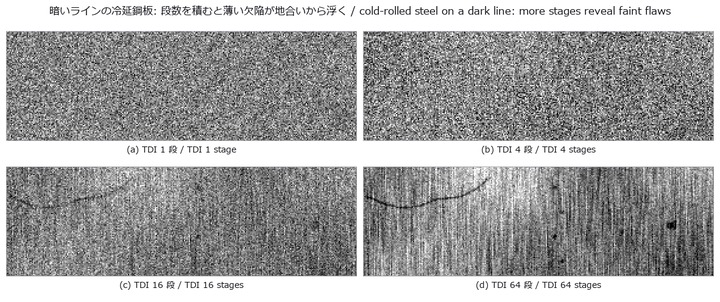 暗いラインの冷延鋼板: 段数を積むと薄い欠陥が地合いから浮く / cold-rolled steel on a dark line: more stages reveal faint flaws
(a) TDI 1 段 / TDI 1 stage
(b) TDI 4 段 / TDI 4 stages
(c) TDI 16 段 / TDI 16 stages
(d) TDI 64 段 / TDI 64 stages